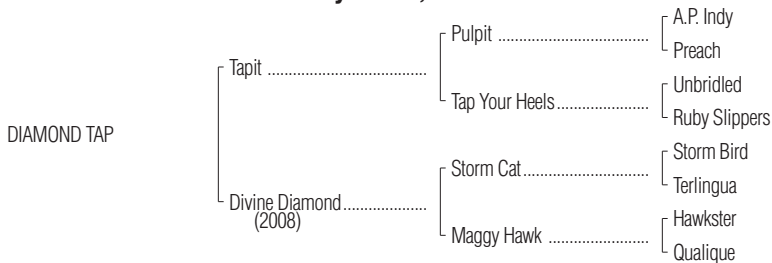 A.P. Indy
Pulpit
Preach
Tapit
Unbridled
Tap Your Heels
Ruby Slippers
DIAMOND TAP
Storm Bird
Storm Cat
Terlingua
Divine Diamond
(2008)
Hawkster
Maggy Hawk
Qualique